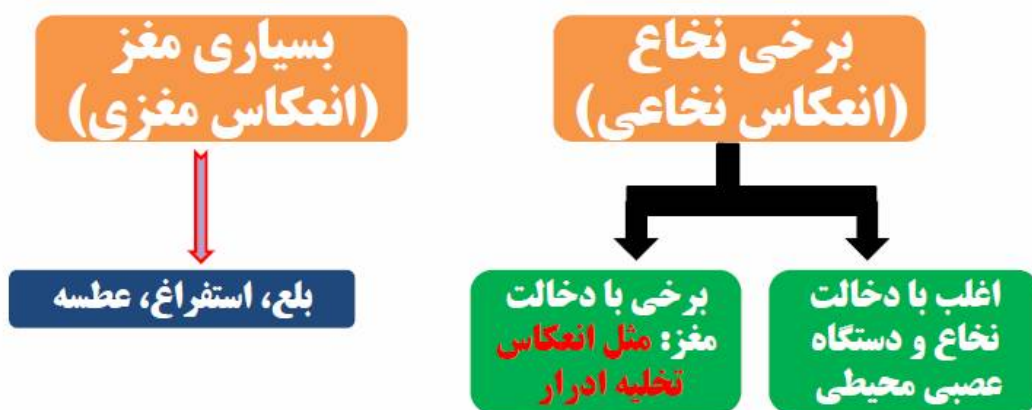 برخی نخاع
(انعکاس نخاعی)
بسیاری مغز
(انعکاس مغزی)
اغلب با دخالت
نخاع و دستگاه
عصبی محیطی
برخی با دخالت
مغز: مثل انعکاس
تخلیه ادرار
بلع، استفراغ، عطسه